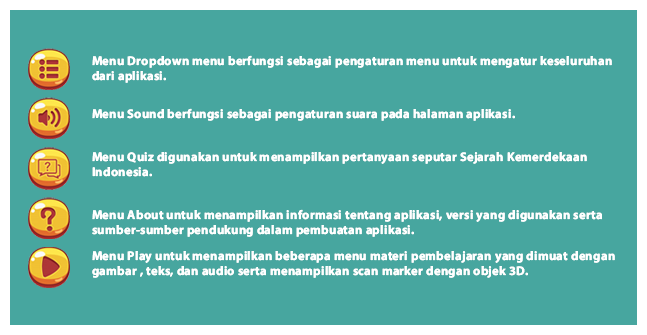 Menu Dropdown menu berfungsi sebagai pengaturan menu untuk mengatur keseluruhan
dari aplikasi.
Menu Sound berfungsi sebagai pengaturan suara pada halaman aplikasi.
Menu Quiz digunakan untuk menampilkan pertanyaan seputar Sejarah Kemerdekaan
Indonesia.
Menu About untuk menampilkan informasi tentang aplikasi, versi yang digunakan serta
sumber-sumber pendukung dalam pembuatan aplikasi.
Menu Play untuk menampilkan beberapa menu materi pembelajaran yang dimuat dengan
gambar , teks, dan audio serta menampilkan scan marker dengan objek 3D.